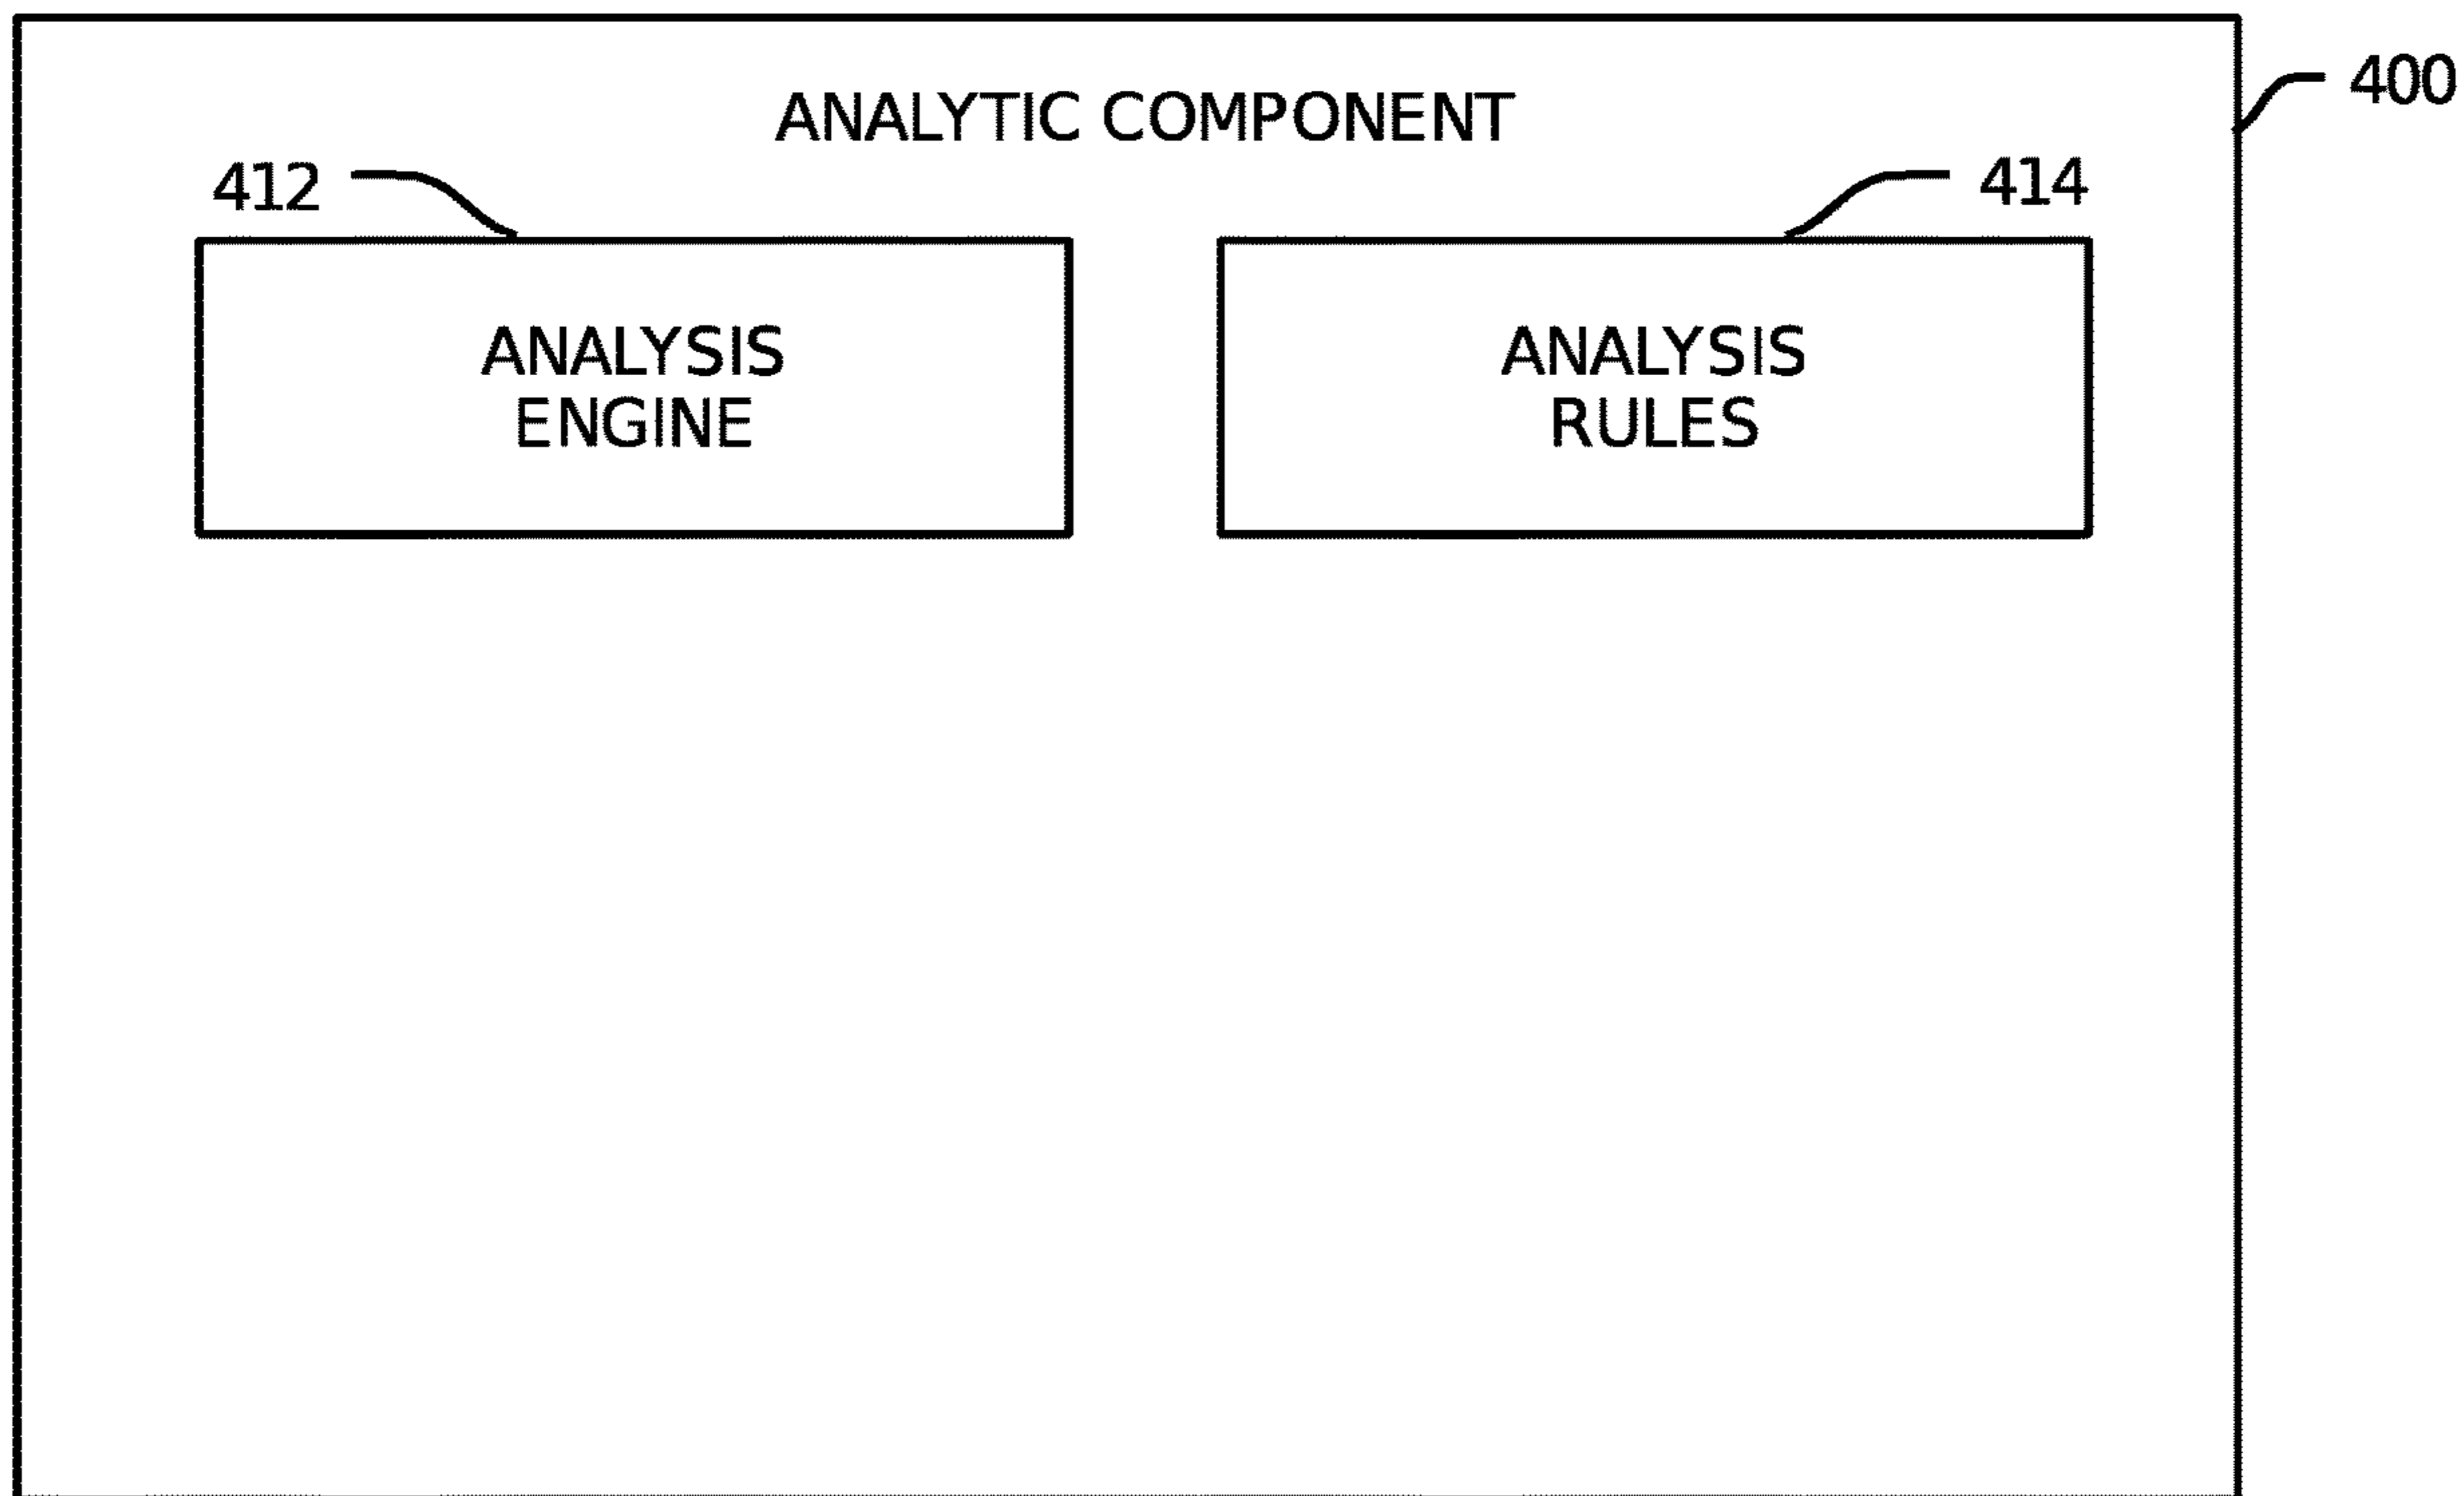 ANALYTIC COMPONENT
400
412
414
ANALYSIS
ENGINE
ANALYSIS
RULES